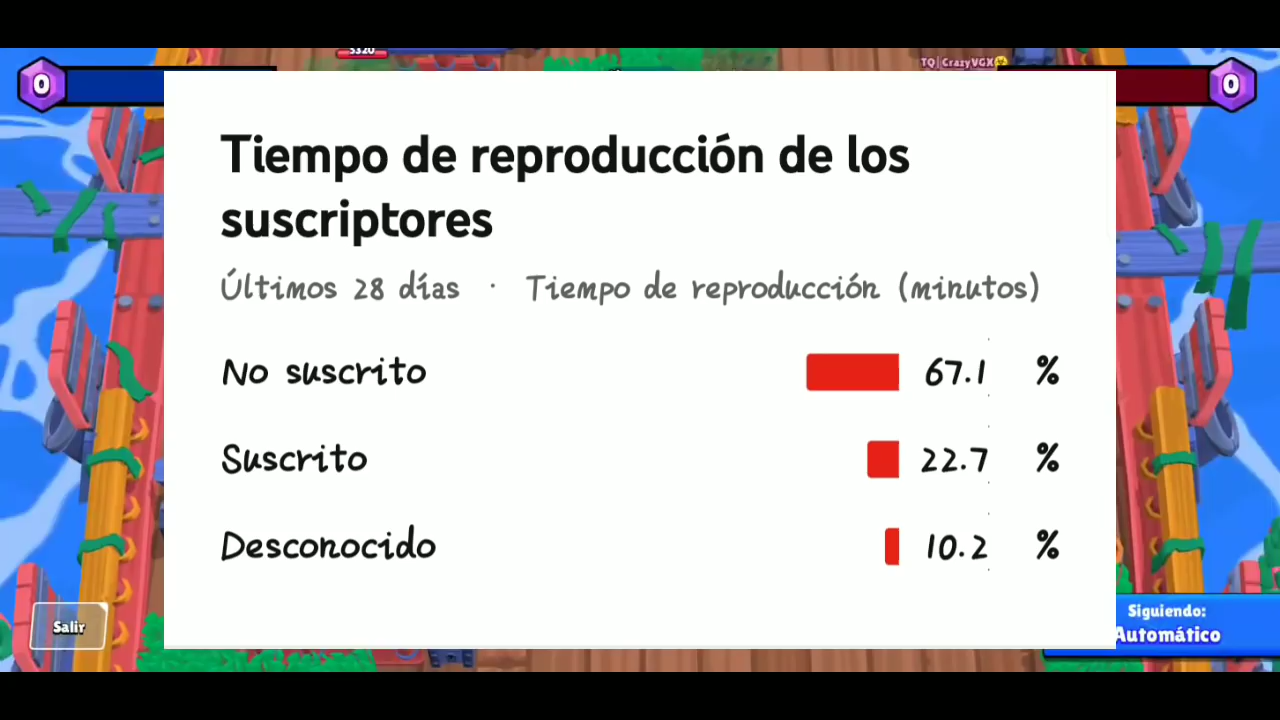 5320
TQ | CrazyVGX
0
0
Tiempo de reproducción de los
suscriptores
Últimos 28 días · Tiempo de reproducción (minutos)
No suscrito 67.1 %
Suscrito 22.7 %
Desconocido 10.2 %
Salir
Siguiendo:
Automático